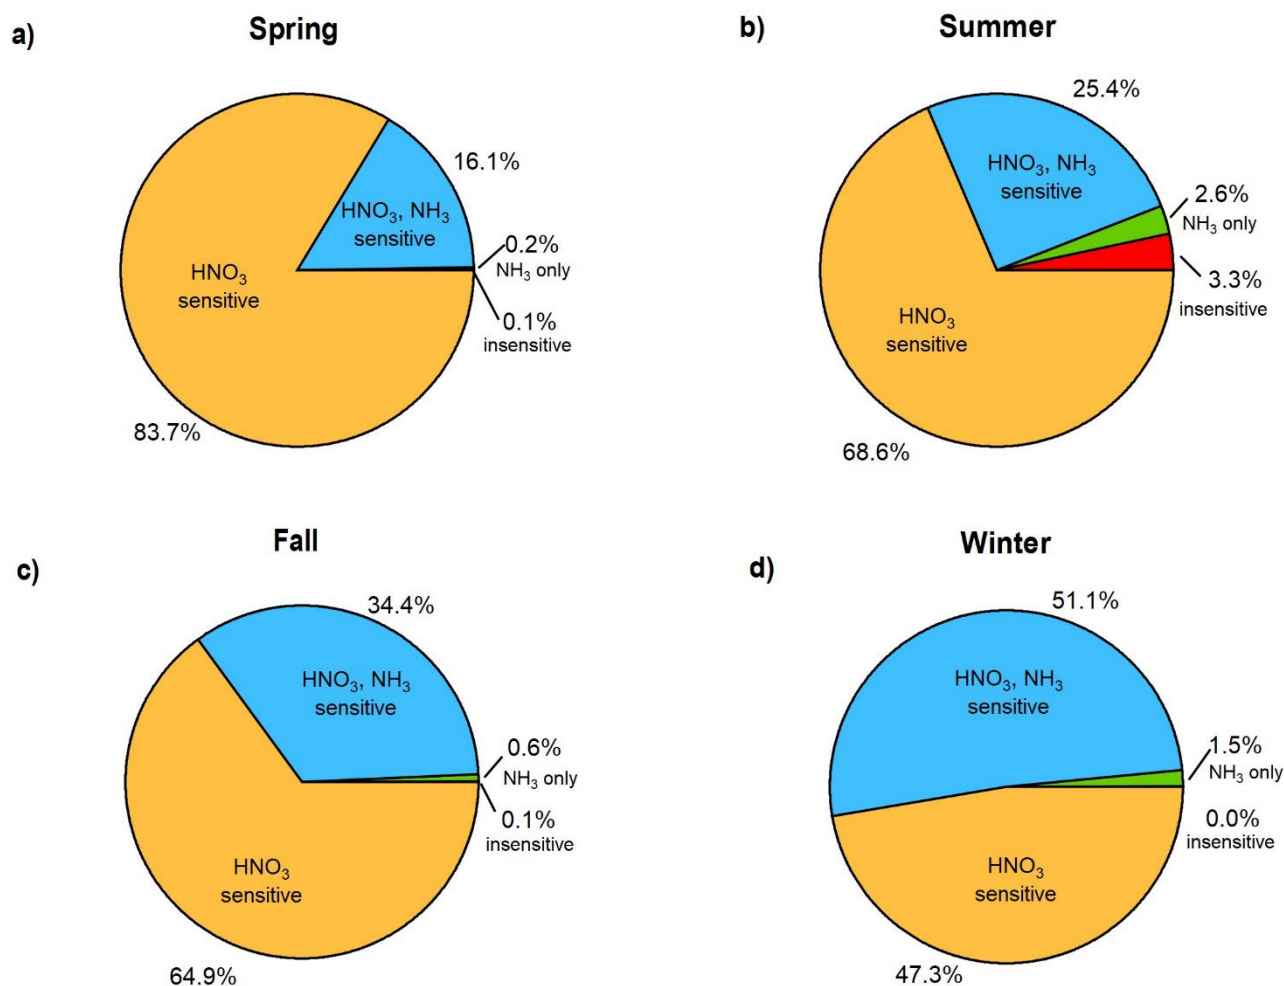 a)
Spring
16.1%
HNO₃, NH₃
sensitive
0.2%
NH₃ only
HNO₃
sensitive
0.1%
insensitive
83.7%
b)
Summer
25.4%
HNO₃, NH₃
sensitive
2.6%
NH₃ only
3.3%
insensitive
HNO₃
sensitive
68.6%
c)
Fall
34.4%
HNO₃, NH₃
sensitive
0.6%
NH₃ only
0.1%
insensitive
HNO₃
sensitive
64.9%
d)
Winter
51.1%
HNO₃, NH₃
sensitive
1.5%
NH₃ only
0.0%
insensitive
HNO₃
sensitive
47.3%